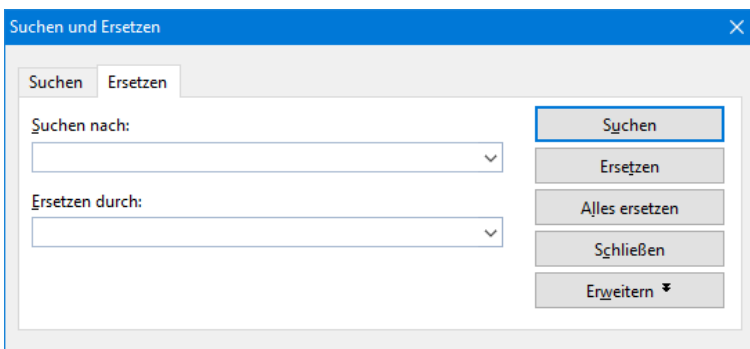 Suchen und Ersetzen
Suchen Ersetzen
Suchen nach:
Suchen
Ersetzen
Ersetzen durch:
Alles ersetzen
Schließen
Erweitern